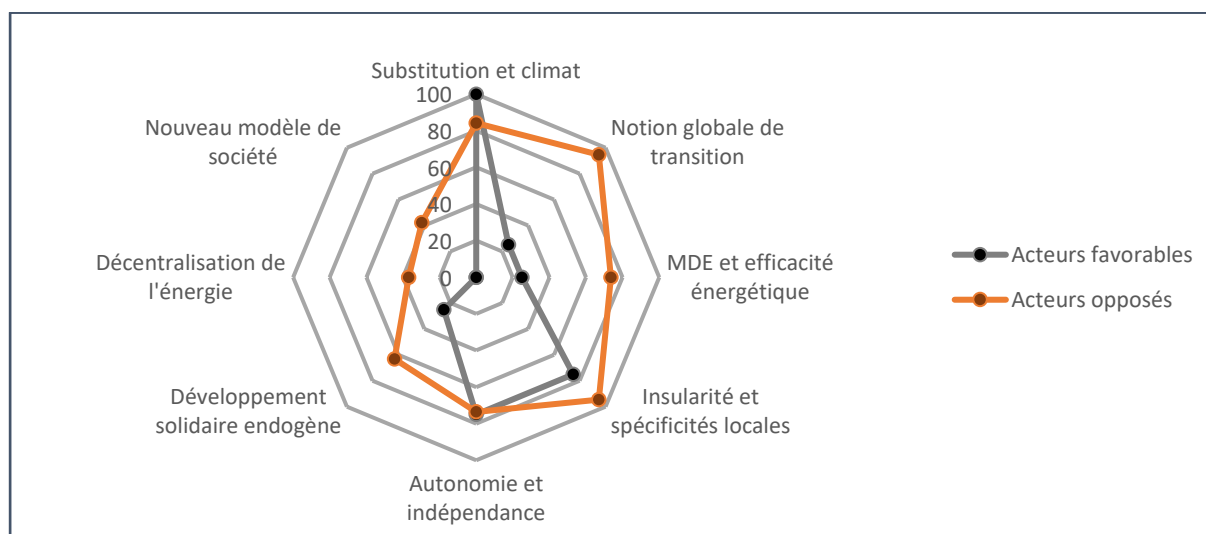 Substitution et climat
100
80
60
40
20
0
Notion globale de
transition
MDE et efficacité
énergétique
Insularité et
spécificités locales
Autonomie et
indépendance
Développement
solidaire endogène
Décentralisation de
l'énergie
Nouveau modèle de
société
Acteurs favorables
Acteurs opposés